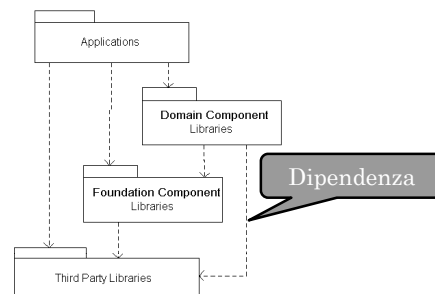 Applications
Domain Component
Libraries
Dipendenza
Foundation Component
Libraries
Third Party Libraries